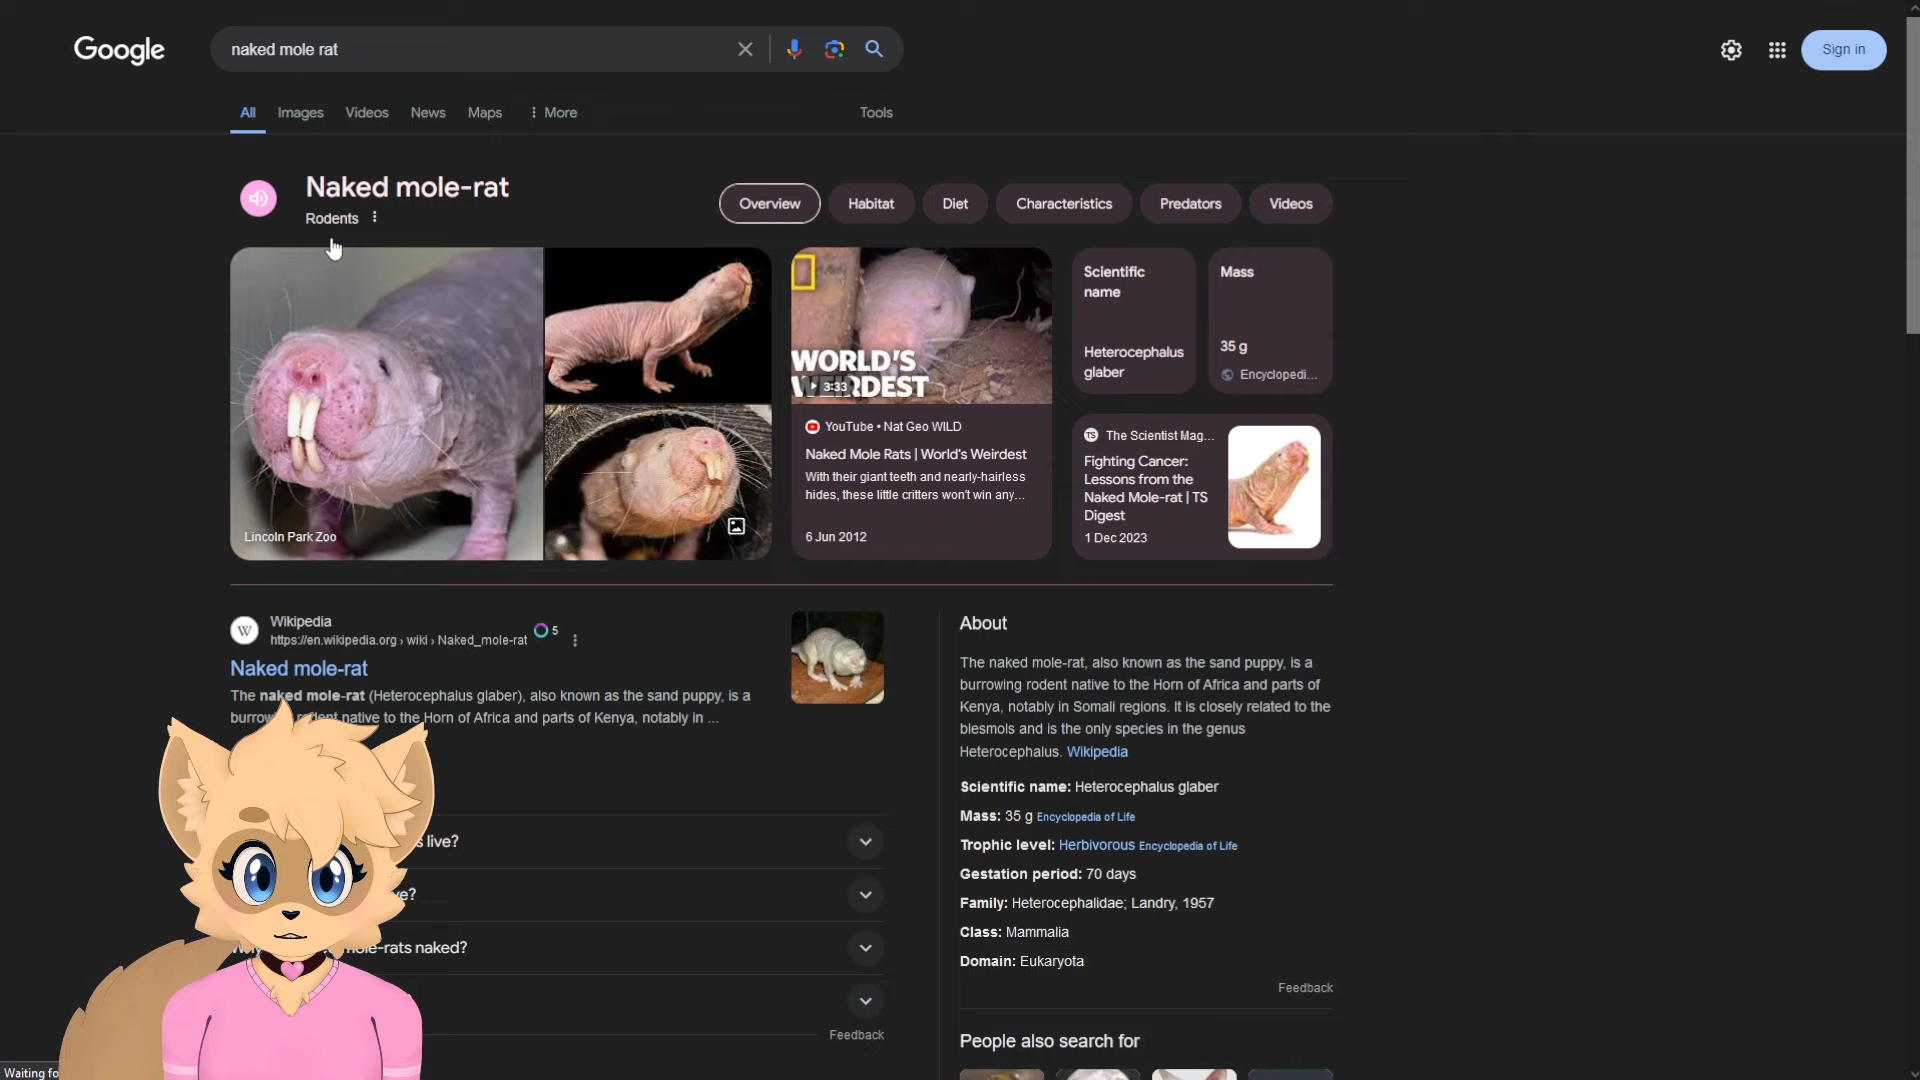 Google
naked mole rat
Sign in
All
Images
Videos
News
Maps
More
Tools
Naked mole-rat
Rodents
Overview
Habitat
Diet
Characteristics
Predators
Videos
Lincoln Park Zoo
WORLD'S
WEIRDEST
3:33
YouTube • Nat Geo WILD
Naked Mole Rats | World's Weirdest
With their giant teeth and nearly-hairless
hides, these little critters won't win any...
6 Jun 2012
Scientific
name
Heterocephalus
glaber
Mass
35 g
Encyclopedi...
TS
The Scientist Mag...
Fighting Cancer:
Lessons from the
Naked Mole-rat | TS
Digest
1 Dec 2023
W
Wikipedia
https://en.wikipedia.org › wiki › Naked_mole-rat
5
Naked mole-rat
The naked mole-rat (Heterocephalus glaber), also known as the sand puppy, is a
native to the Horn of Africa and parts of Kenya, notably in ...
live?
mole-rats naked?
Feedback
About
The naked mole-rat, also known as the sand puppy, is a
burrowing rodent native to the Horn of Africa and parts of
Kenya, notably in Somali regions. It is closely related to the
blesmols and is the only species in the genus
Heterocephalus. Wikipedia
Scientific name: Heterocephalus glaber
Mass: 35 g Encyclopedia of Life
Trophic level: Herbivorous Encyclopedia of Life
Gestation period: 70 days
Family: Heterocephalidae; Landry, 1957
Class: Mammalia
Domain: Eukaryota
Feedback
People also search for
Waiting fo